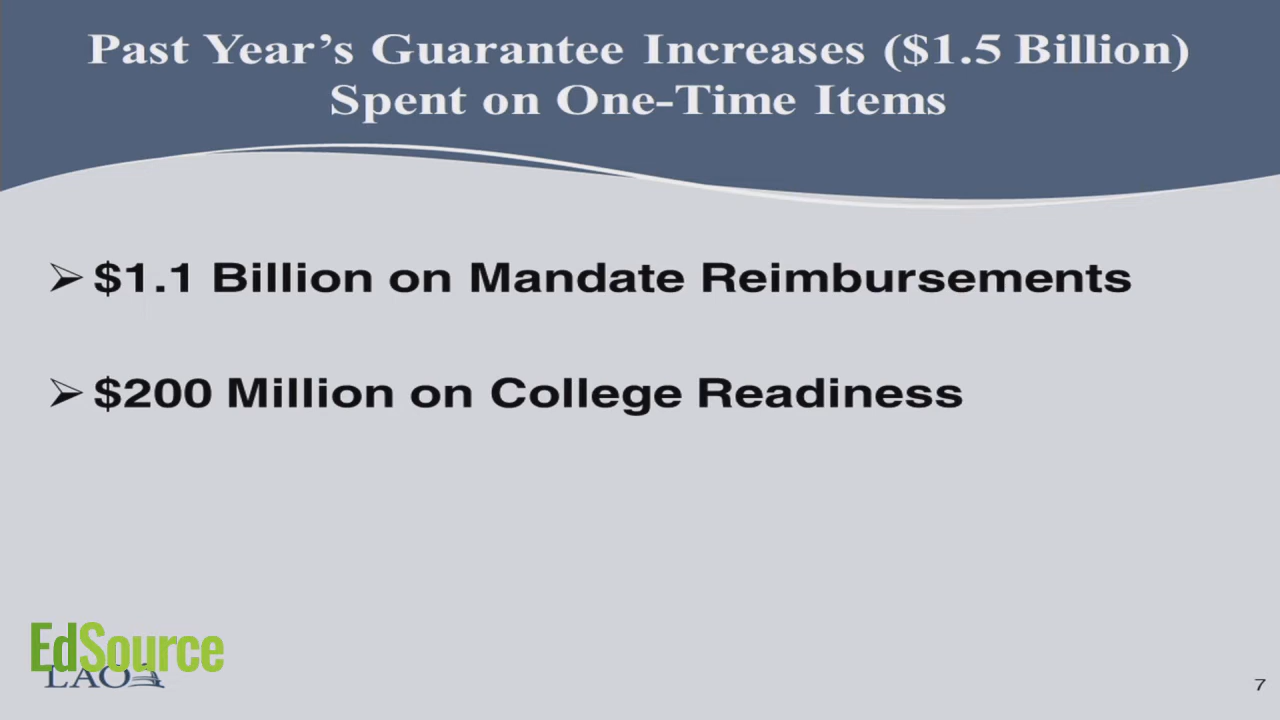 Past Year’s Guarantee Increases ($1.5 Billion)
Spent on One-Time Items
➢ $1.1 Billion on Mandate Reimbursements
➢ $200 Million on College Readiness
EdSource
LAO
7